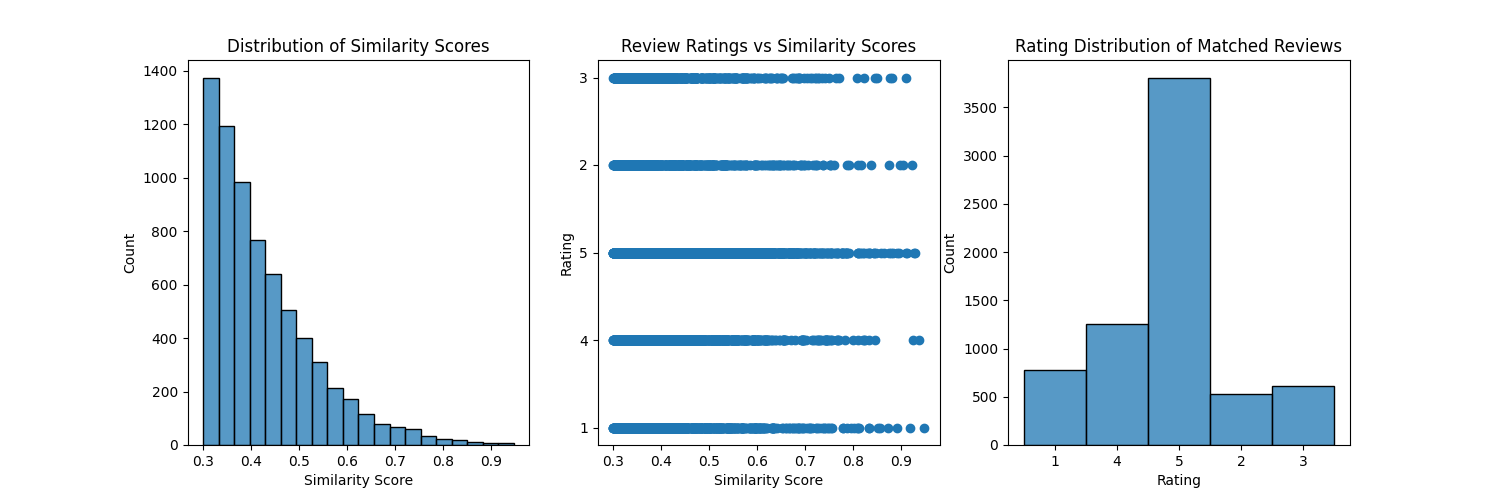 Distribution of Similarity Scores
1400
1200
1000
800
600
400
200
0
Count
0.3 0.4 0.5 0.6 0.7 0.8 0.9
Similarity Score
Review Ratings vs Similarity Scores
3
2
5
4
1
Rating
0.3 0.4 0.5 0.6 0.7 0.8 0.9
Similarity Score
Rating Distribution of Matched Reviews
3500
3000
2500
2000
1500
1000
500
0
Count
1 4 5 2 3
Rating